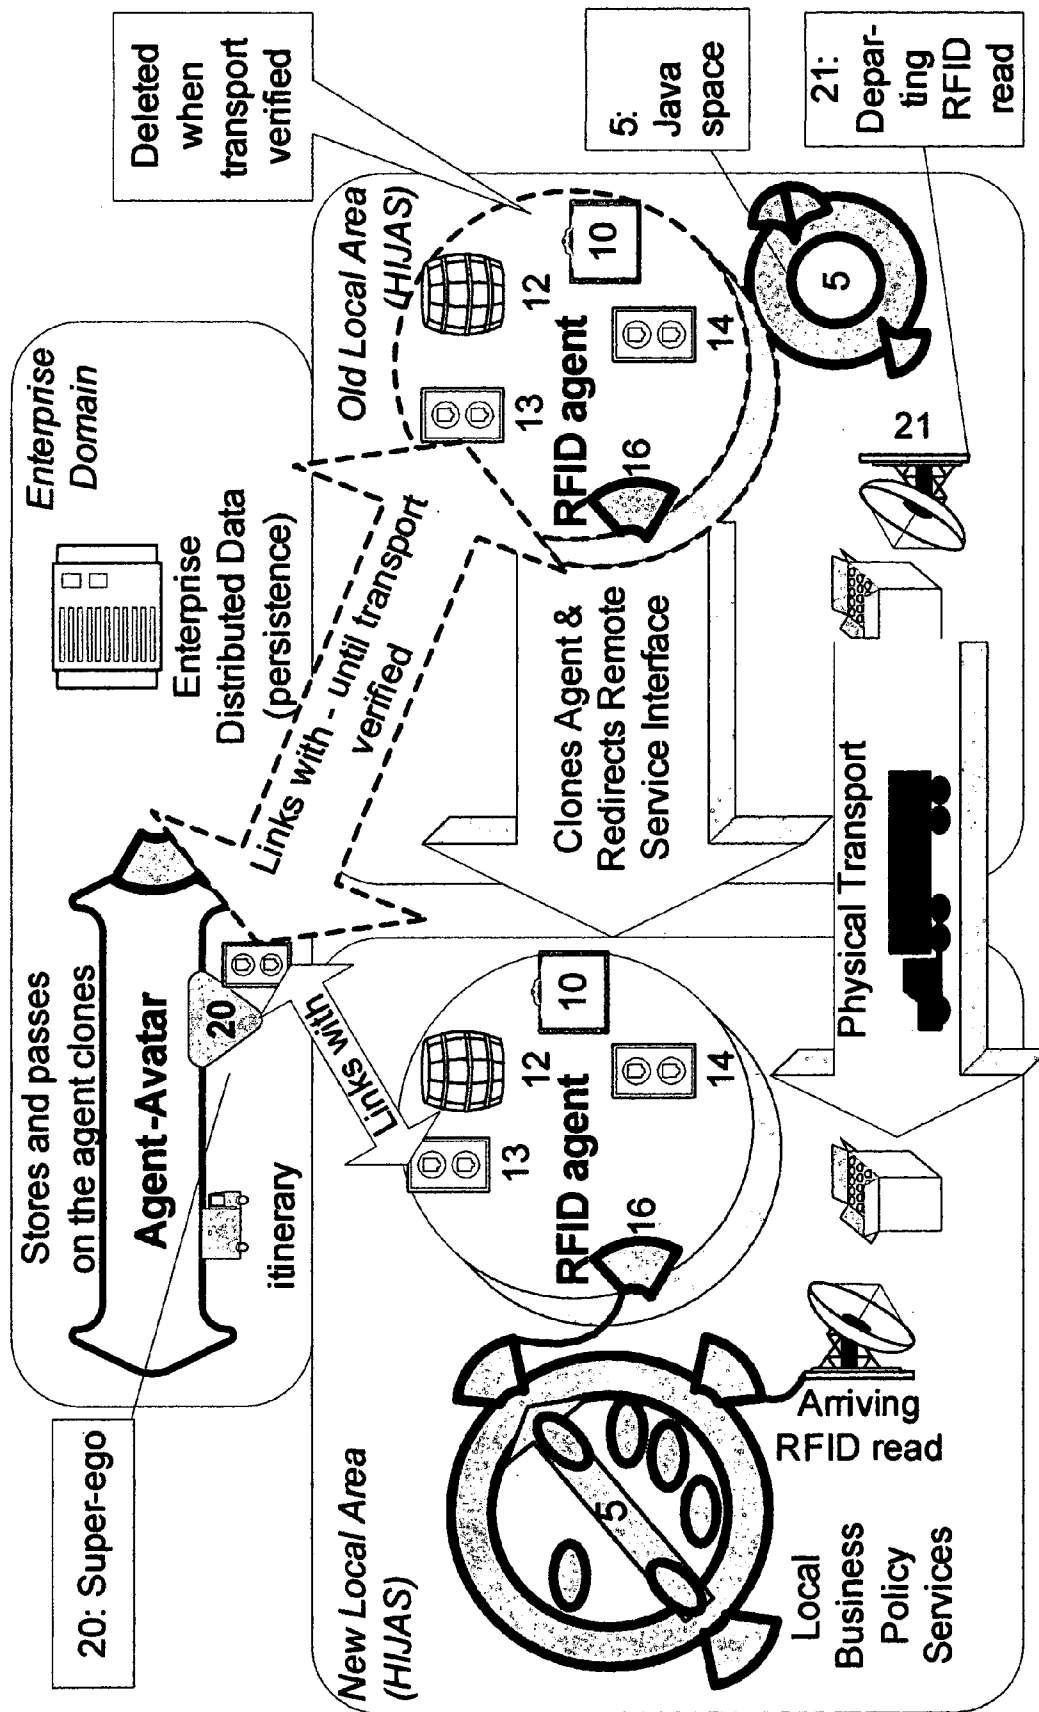 20: Super-ego
Stores and passes
on the agent clones
Agent-Avatar
20
itinerary
Enterprise
Distributed Data
(persistence)
Enterprise
Domain
Deleted
when
transport
verified
New Local Area
(HIJAS)
5
Local
Business
Policy
Services
Arriving
RFID read
Links with
13
12
10
RFID agent
16
14
Links with - until transport
verified
Clones Agent &
Redirects Remote
Service Interface
Physical Transport
Old Local Area
(HIJAS)
13
12
10
RFID agent
16
14
5
21
5:
Java
space
21:
Depar-
ting
RFID
read